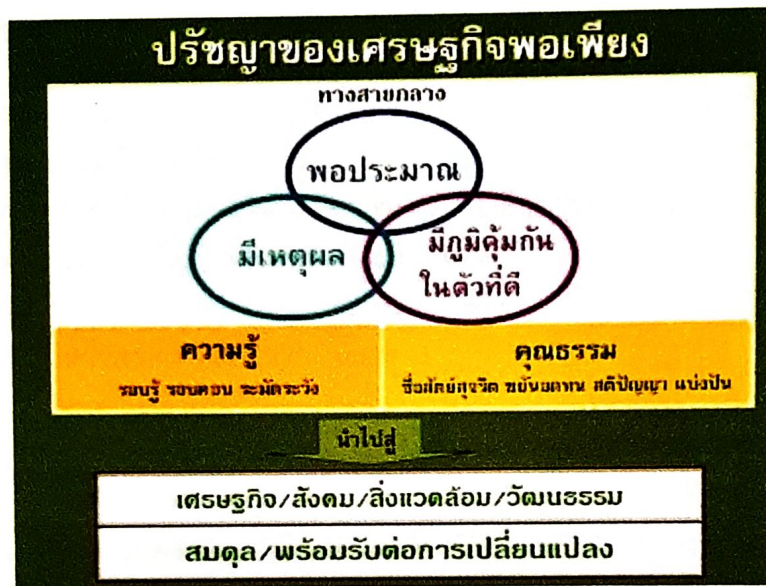 ปรัชญาของเศรษฐกิจพอเพียง
ทางสายกลาง
พอประมาณ
มีเหตุผล
มีภูมิคุ้มกัน
ในตัวที่ดี
ความรู้
รอบรู้ รอบคอบ ระมัดระวัง
คุณธรรม
ซื่อสัตย์สุจริต ขยันอดทน สติปัญญา แบ่งปัน
นำไปสู่
เศรษฐกิจ/สังคม/สิ่งแวดล้อม/วัฒนธรรม
สมดุล/พร้อมรับต่อการเปลี่ยนแปลง